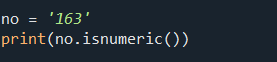 no = '163'
print(no.isnumeric())